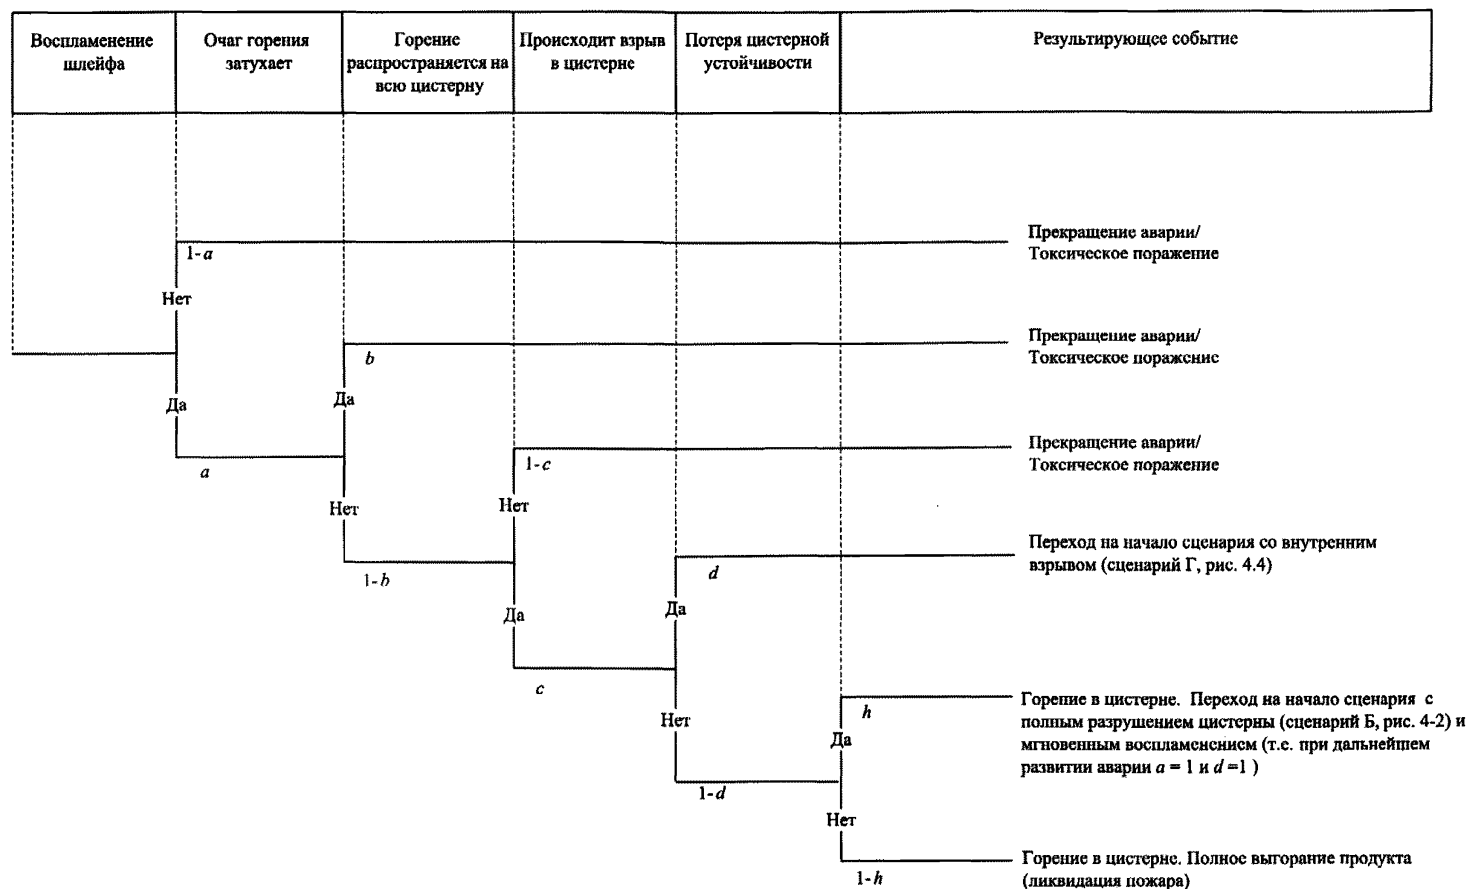 Воспламенение
шлейфа
Очаг горения
затухает
Горение
распространяется на
всю цистерну
Происходит взрыв
в цистерне
Потеря цистерной
устойчивости
Результирующее событие
1-a
Прекращение аварии/
Токсическое поражение
Нет
b
Прекращение аварии/
Токсическое поражение
Да
Да
a
1-c
Прекращение аварии/
Токсическое поражение
Нет
Нет
1-b
d
Переход на начало сценария со внутренним
взрывом (сценарий Г, рис. 4.4)
Да
Да
c
Нет
h
Горение в цистерне. Переход на начало сценария с
полным разрушением цистерны (сценарий Б, рис. 4-2) и
мгновенным воспламенением (т.е. при дальнейшем
развитии аварии a = 1 и d =1 )
Да
1-d
Нет
1-h
Горение в цистерне. Полное выгорание продукта
(ликвидация пожара)